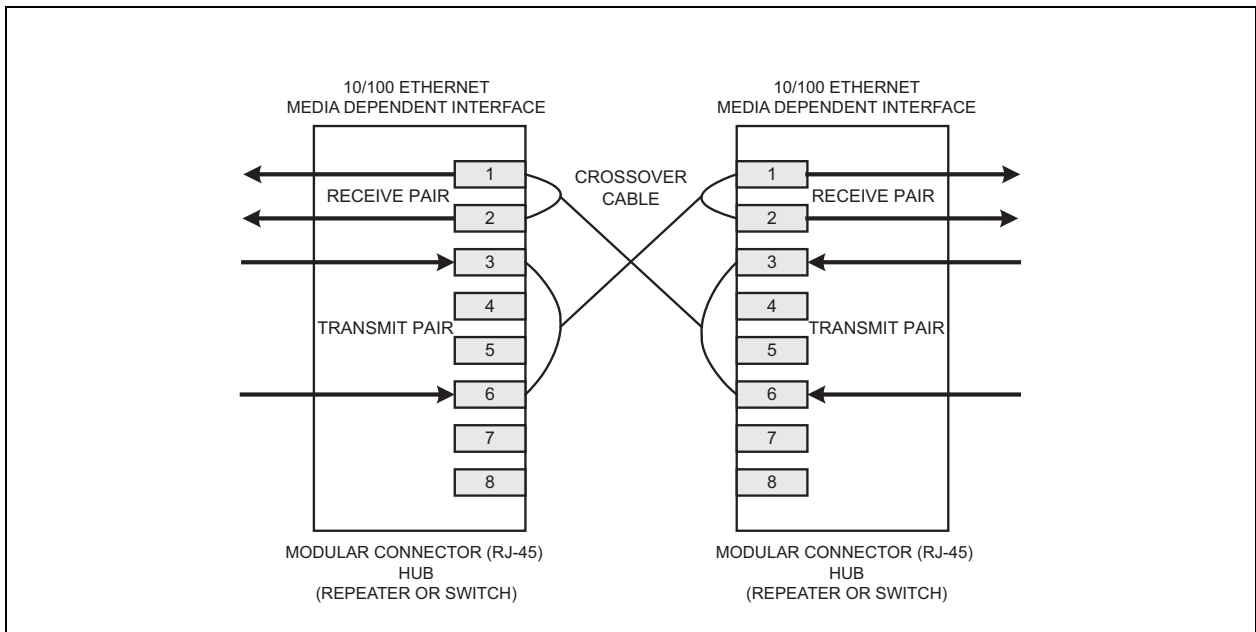 10/100 ETHERNET
MEDIA DEPENDENT INTERFACE
10/100 ETHERNET
MEDIA DEPENDENT INTERFACE
1
RECEIVE PAIR
2
3
4
TRANSMIT PAIR
5
6
7
8
CROSSOVER
CABLE
1
RECEIVE PAIR
2
3
4
TRANSMIT PAIR
5
6
7
8
MODULAR CONNECTOR (RJ-45)
HUB
(REPEATER OR SWITCH)
MODULAR CONNECTOR (RJ-45)
HUB
(REPEATER OR SWITCH)